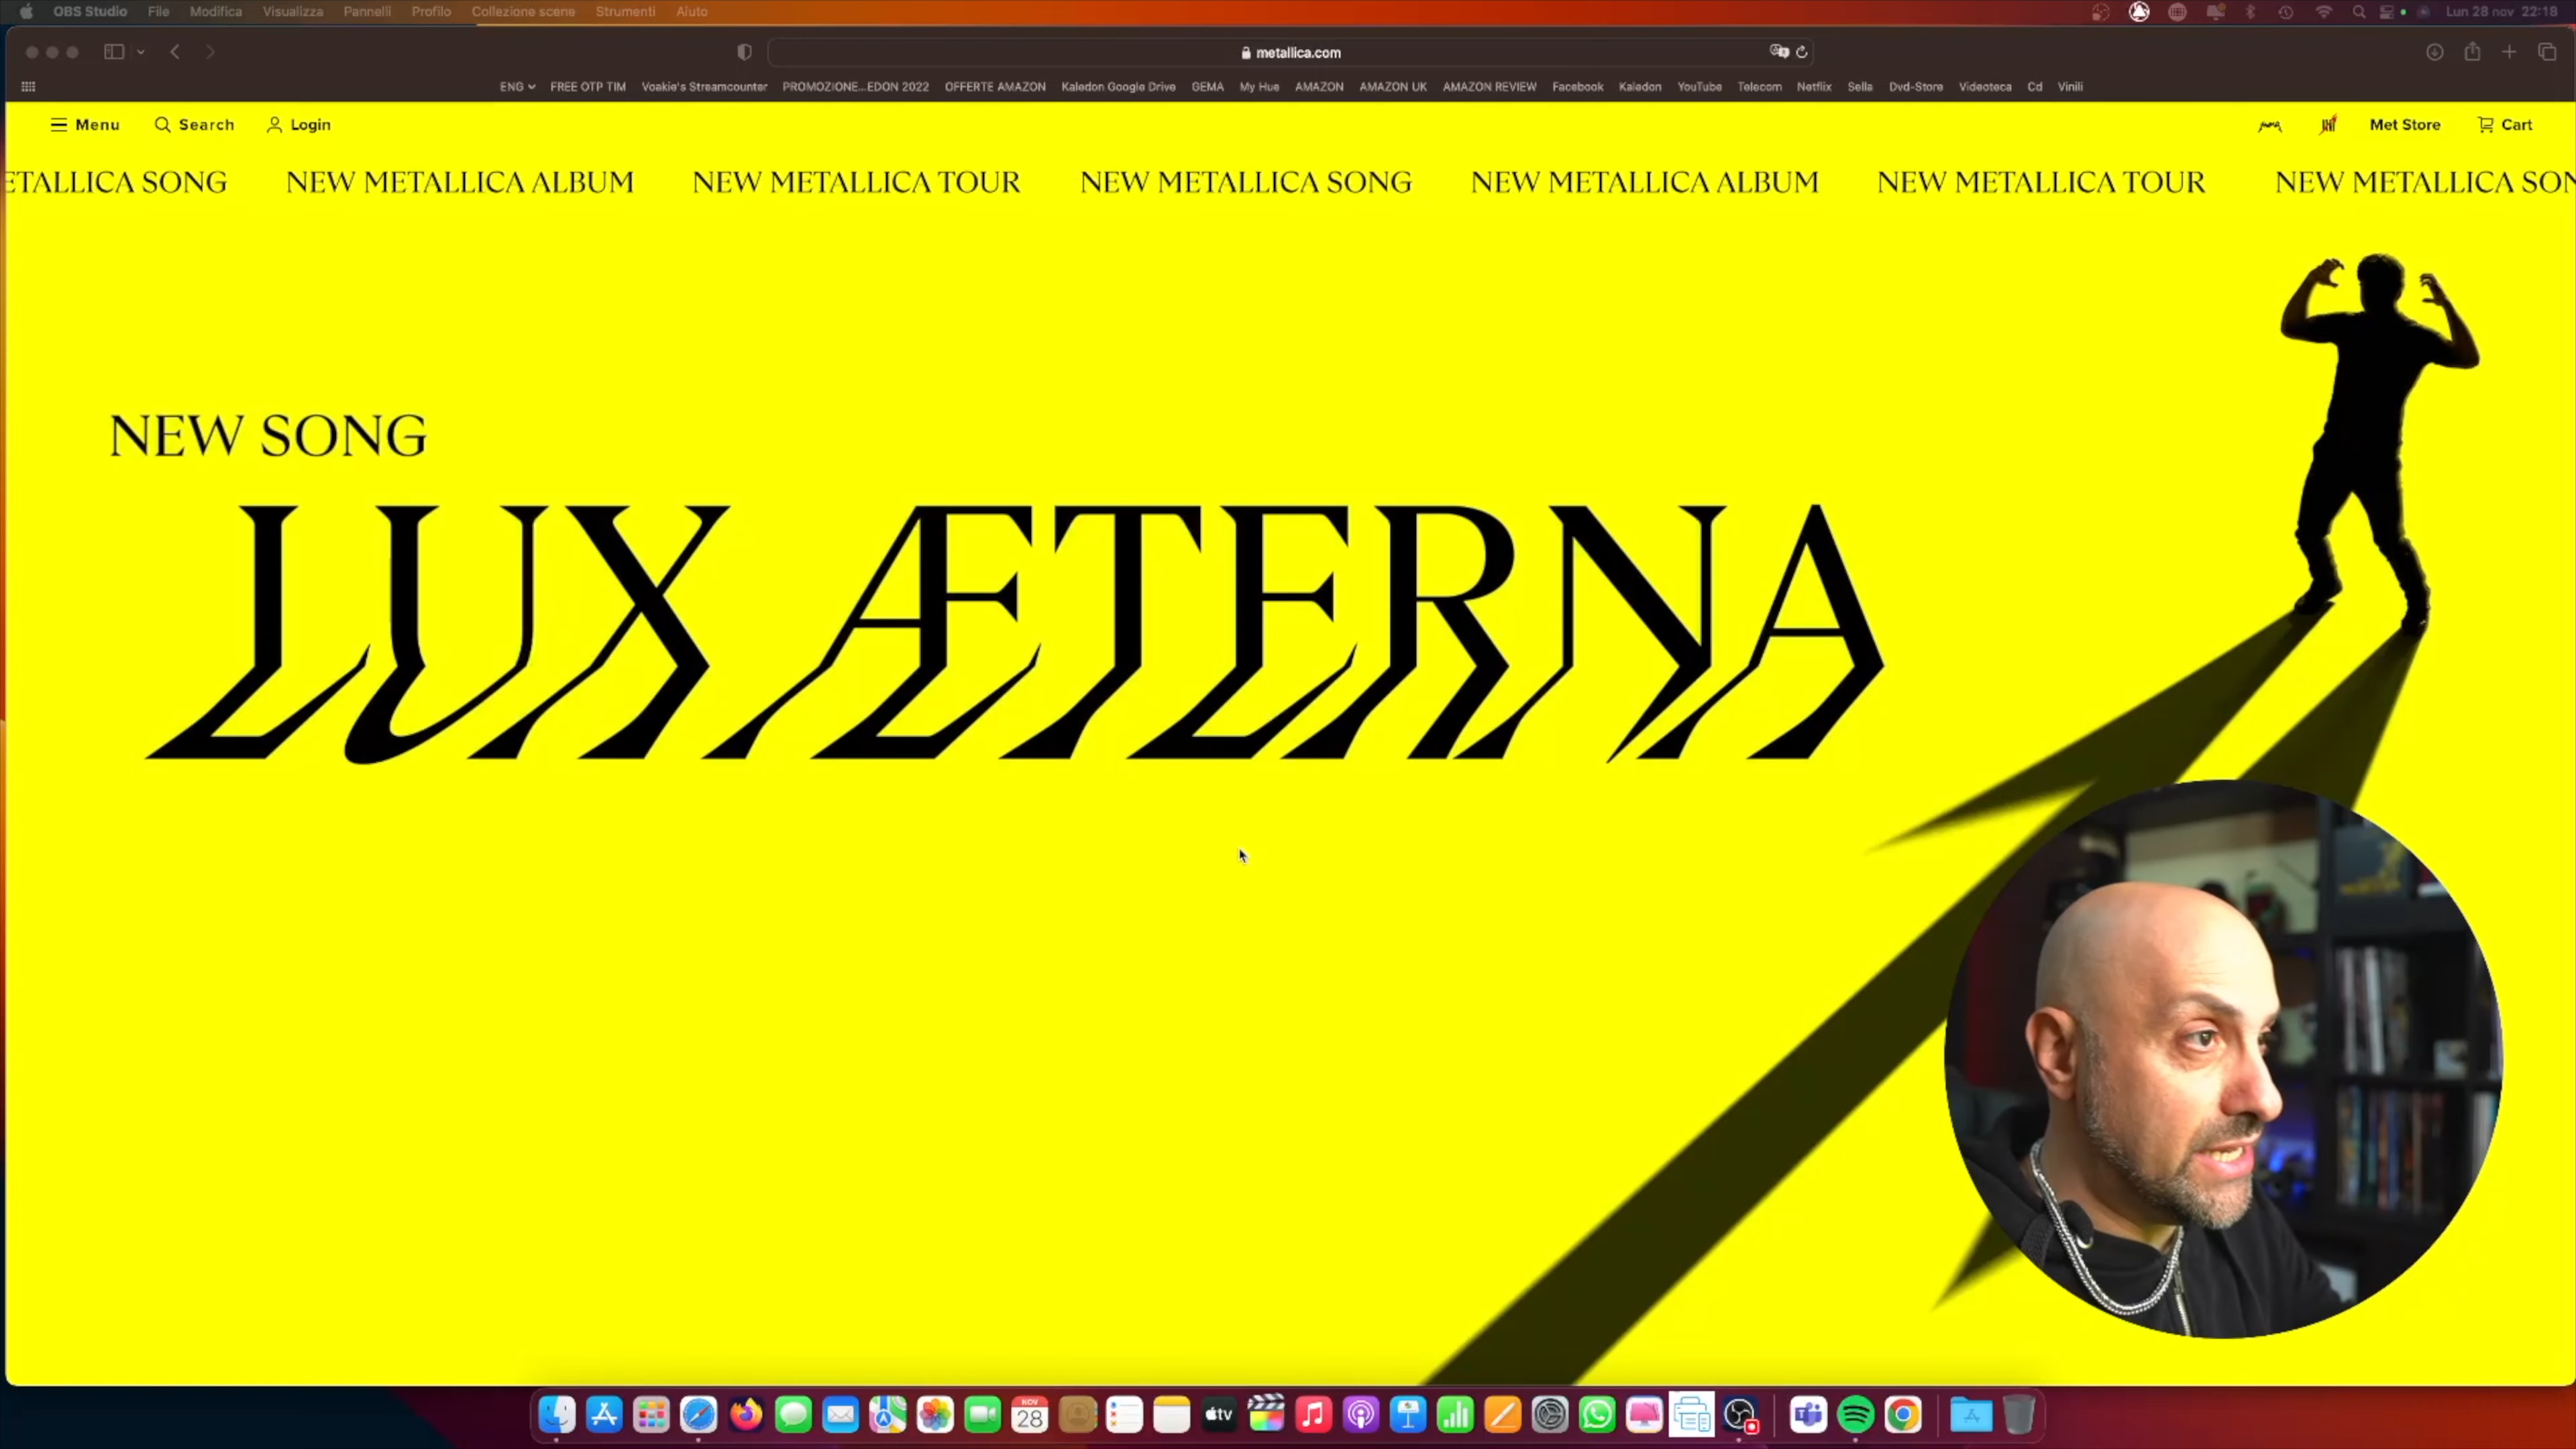 OBS Studio File Modifica Visualizza Pannelli Profilo Collezione scene Strumenti Aiuto Lun 28 nov 22:18
metallica.com
ENG FREE OTP TIM Voakie's Streamcounter PROMOZIONE...EDON 2022 OFFERTE AMAZON Kaledon Google Drive GEMA My Hue AMAZON AMAZON UK AMAZON REVIEW Facebook Kaledon YouTube Telecom Netflix Sella Dvd-Store Videoteca Cd Vinili
Menu Search Login Met Store Cart
ETALLICA SONG NEW METALLICA ALBUM NEW METALLICA TOUR NEW METALLICA SONG NEW METALLICA ALBUM NEW METALLICA TOUR NEW METALLICA SON
NEW SONG
LUX ÆTERNA
NOV
28
tv